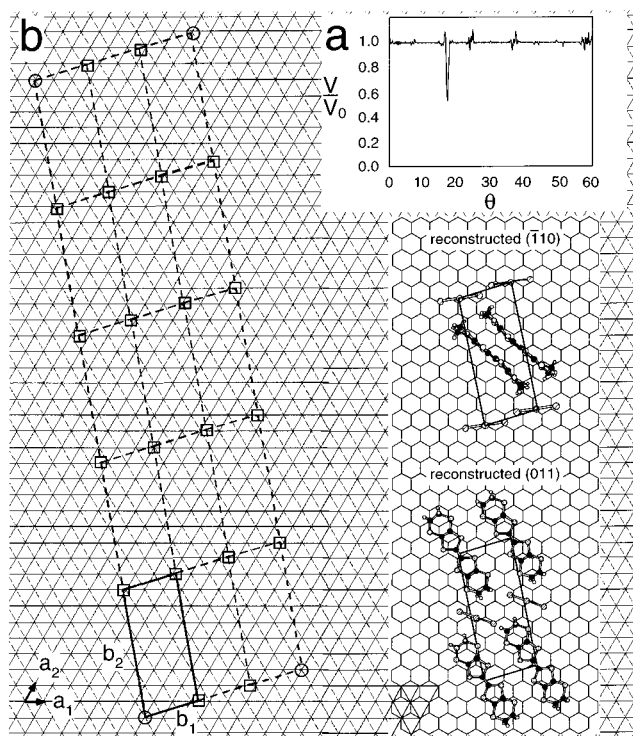 b
a
1.0
0.8
V
V₀
0.6
0.4
0.2
0.0
0 10 20 30 40 50 60
θ
reconstructed (1̄10)
reconstructed (011)
b₂
a₂
a₁
b₁